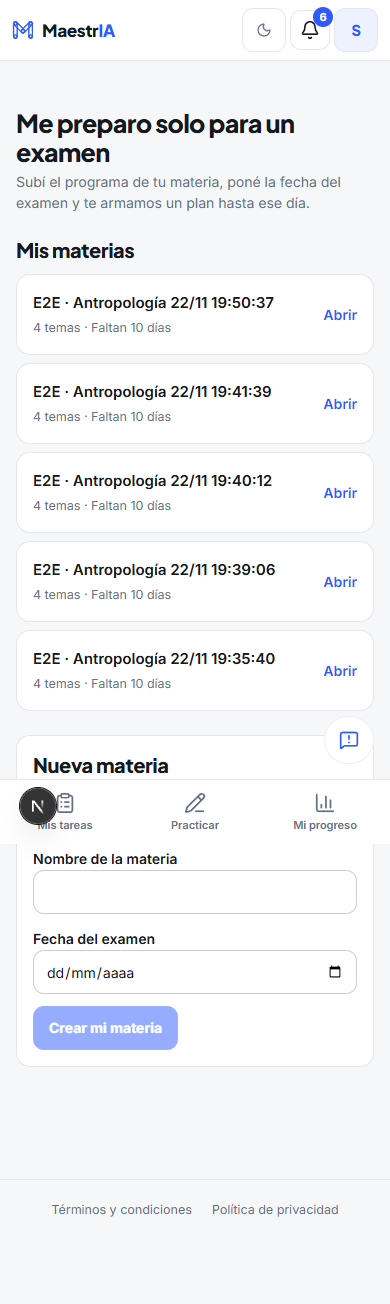 MaestrIA
6
S
Me preparo solo para un
examen
Subí el programa de tu materia, poné la fecha del
examen y te armamos un plan hasta ese día.
Mis materias
E2E · Antropología 22/11 19:50:37
4 temas · Faltan 10 días
Abrir
E2E · Antropología 22/11 19:41:39
4 temas · Faltan 10 días
Abrir
E2E · Antropología 22/11 19:40:12
4 temas · Faltan 10 días
Abrir
E2E · Antropología 22/11 19:39:06
4 temas · Faltan 10 días
Abrir
E2E · Antropología 22/11 19:35:40
4 temas · Faltan 10 días
Abrir
Nueva materia
N
Mis tareas
Practicar
Mi progreso
Nombre de la materia
Fecha del examen
dd/mm/aaaa
Crear mi materia
Términos y condiciones
Política de privacidad